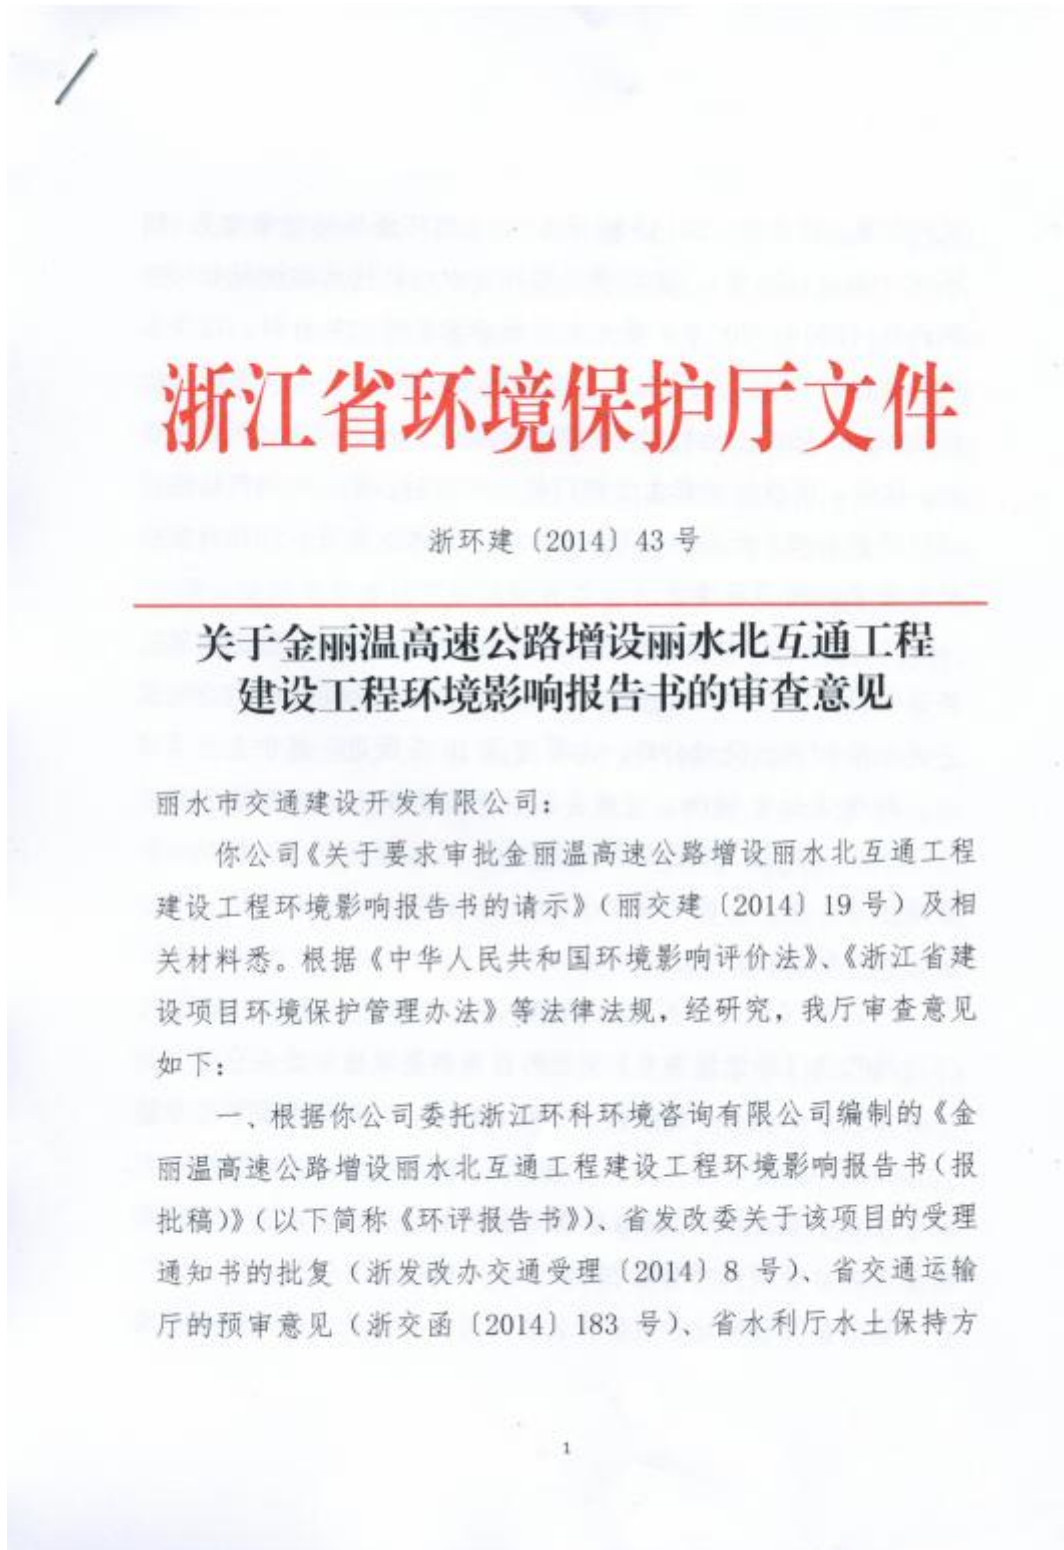 浙江省环境保护厅文件
浙环建〔2014〕43号
关于金丽温高速公路增设丽水北互通工程
建设工程环境影响报告书的审查意见
丽水市交通建设开发有限公司：
你公司《关于要求审批金丽温高速公路增设丽水北互通工程
建设工程环境影响报告书的请示》（丽交建〔2014〕19号）及相
关材料悉。根据《中华人民共和国环境影响评价法》、《浙江省建
设项目环境保护管理办法》等法律法规，经研究，我厅审查意见
如下：
一、根据你公司委托浙江环科环境咨询有限公司编制的《金
丽温高速公路增设丽水北互通工程建设工程环境影响报告书（报
批稿）》（以下简称《环评报告书》）、省发改委关于该项目的受理
通知书的批复（浙发改办交通受理〔2014〕8 号）、省交通运输
厅的预审意见（浙交函〔2014〕183 号）、省水利厅水土保持方
1